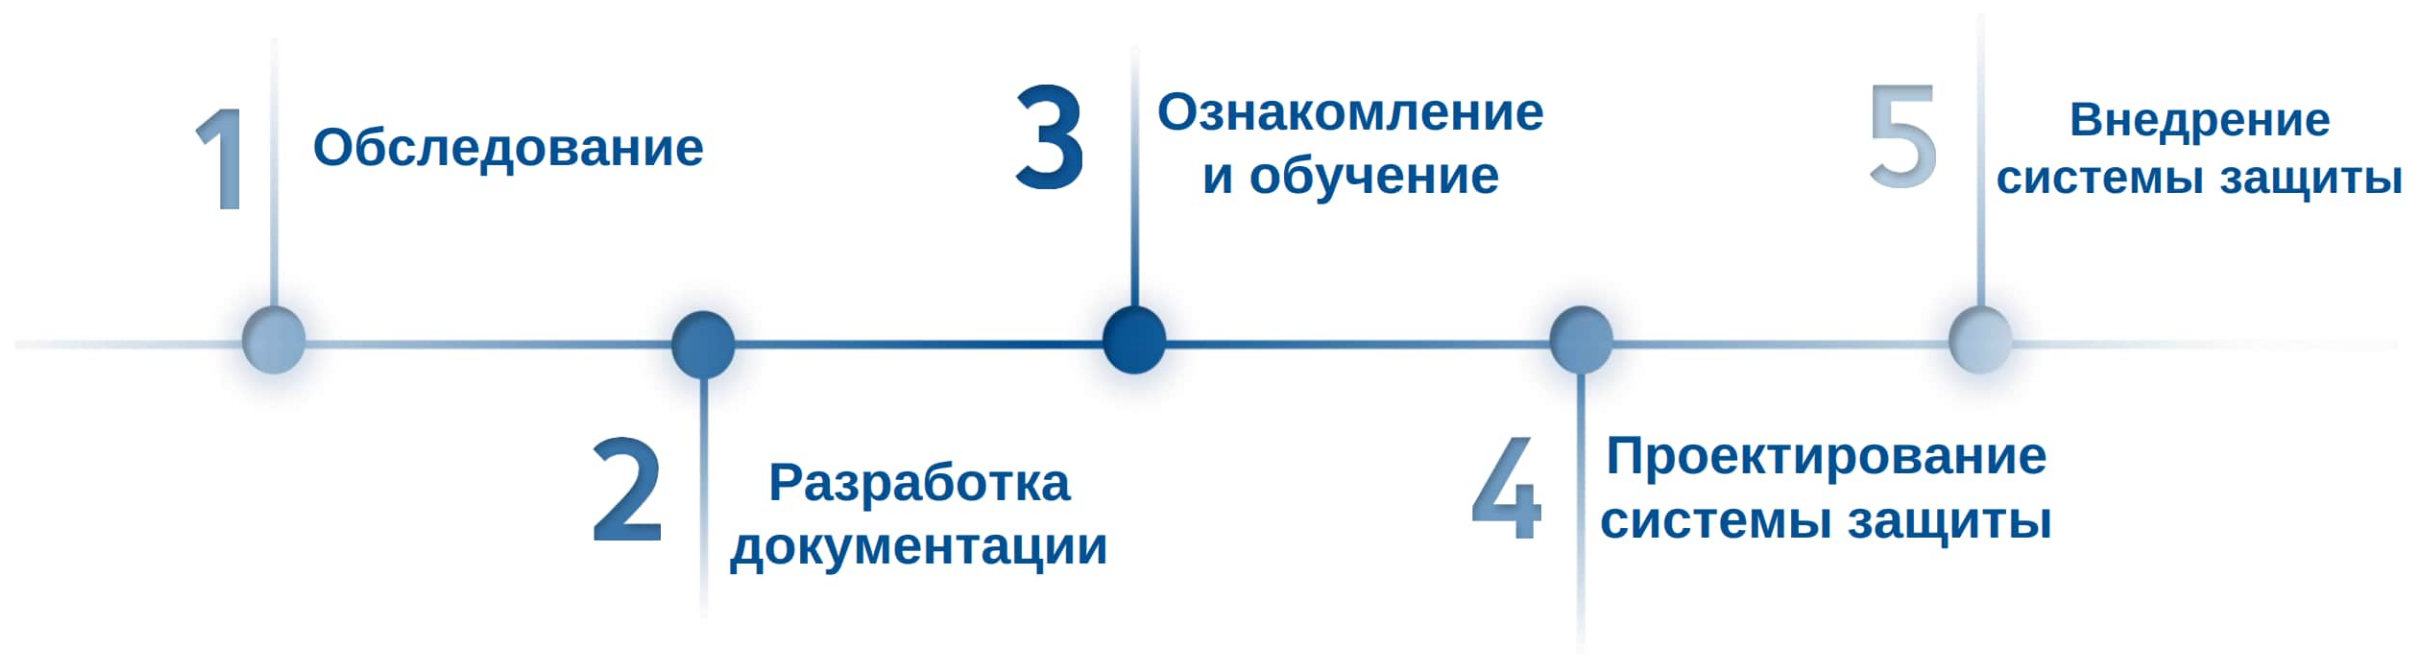 1
Обследование
2
Разработка
документации
3
Ознакомление
и обучение
4
Проектирование
системы защиты
5
Внедрение
системы защиты